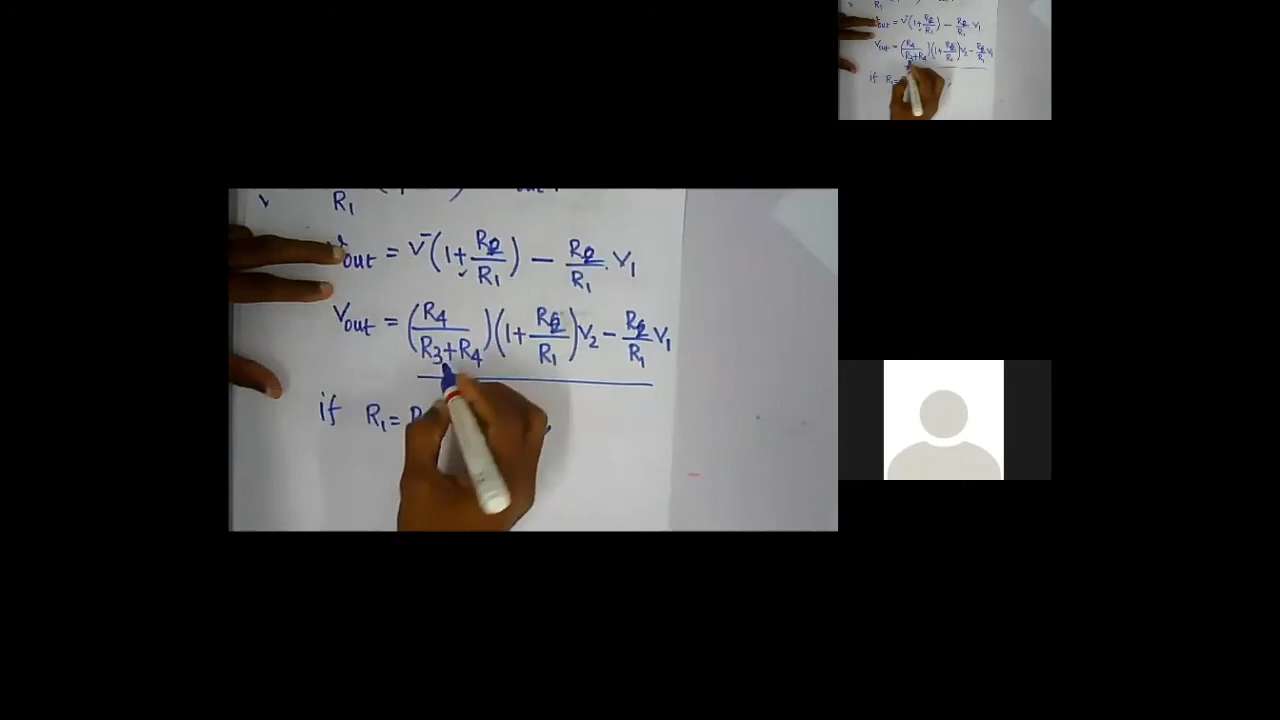 R₁
out = V⁻(1+R₂/R₁) − R₂/R₁ . V₁
Vout = (R₄/(R₃+R₄))(1+R₂/R₁)V₂ − R₂/R₁ V₁
if R₁=